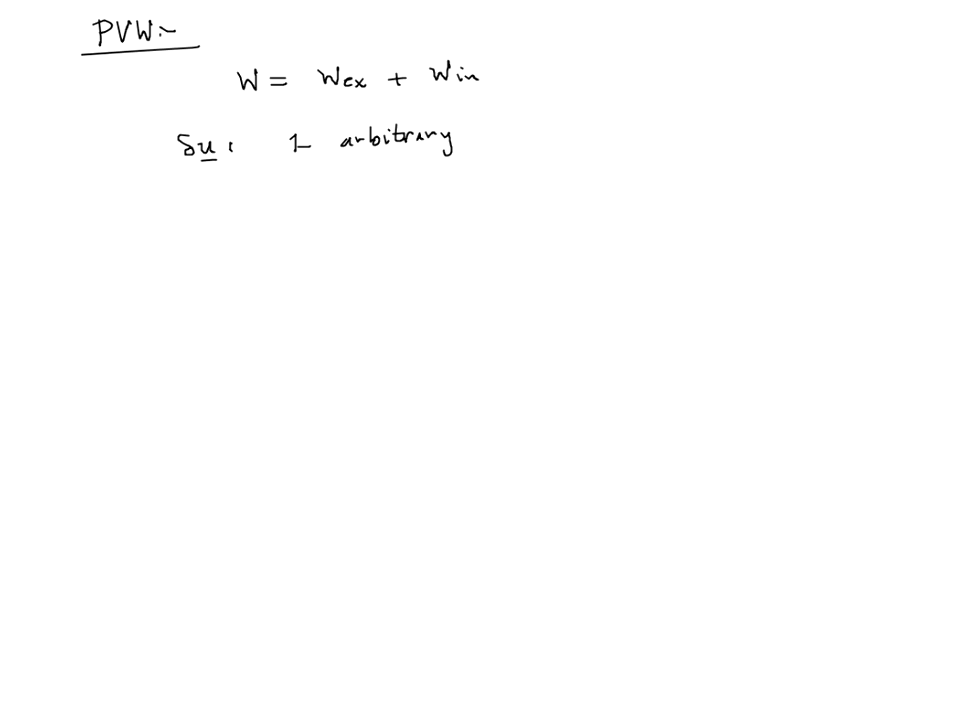 PVW:-
W = Wex + Win
δu: 1- arbitrary